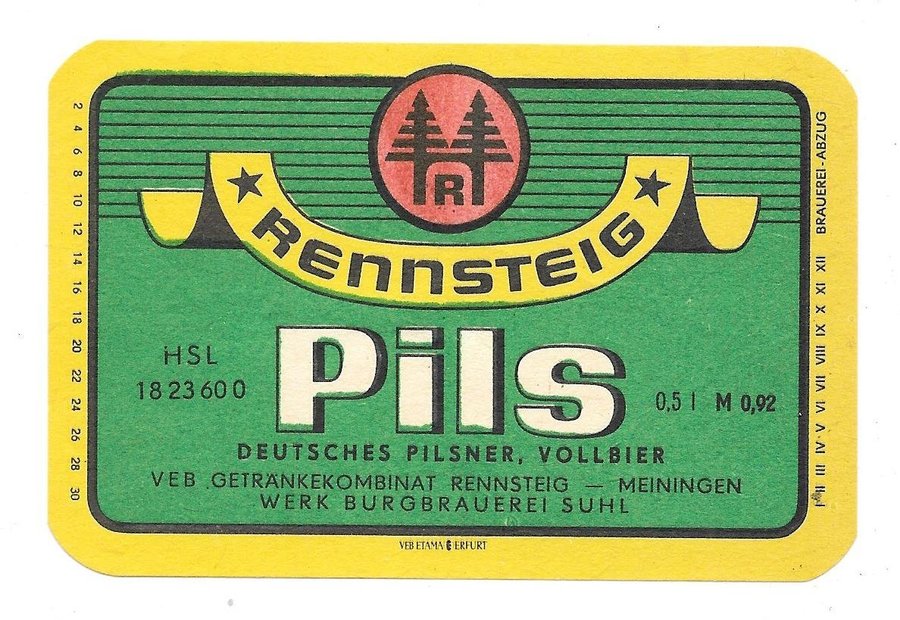 R
RENNSTEIG
Pils
HSL
1823600
0,5 l M 0,92
DEUTSCHES PILSNER, VOLLBIER
VEB GETRÄNKEKOMBINAT RENNSTEIG — MEININGEN
WERK BURGBRAUEREI SUHL
VEB ETAMA ERFURT
2 4 6 8 10 12 14 16 18 20 22 24 26 28 30
I II III IV V VI VII VIII IX X XI XII BRAUEREI-ABZUG